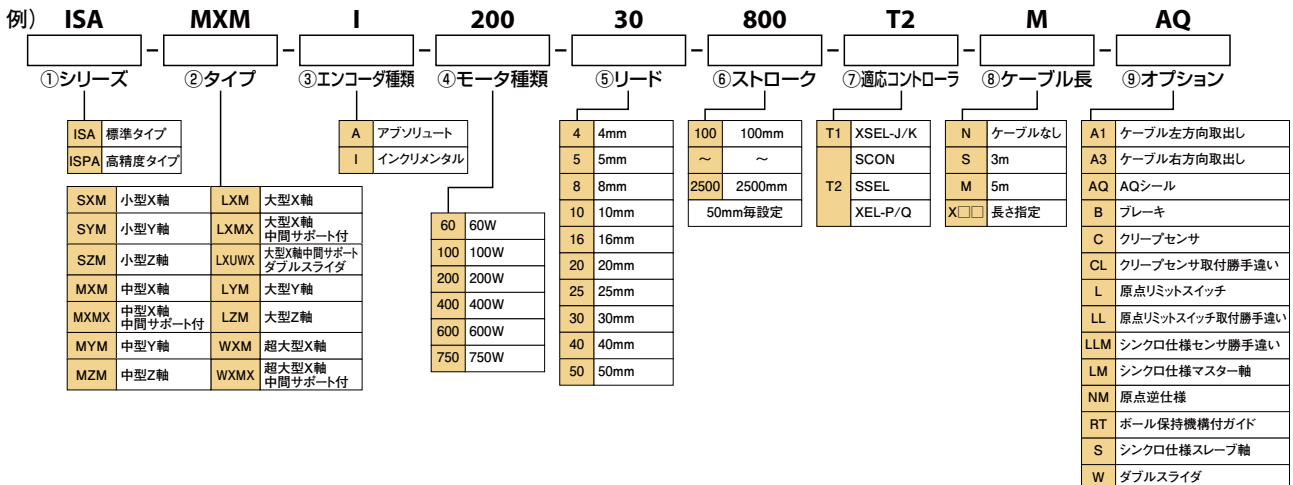 例) ISA MXM I 200 30 800 T2 M AQ
- - - - - - - -
①シリーズ ②タイプ ③エンコーダ種類 ④モータ種類 ⑤リード ⑥ストローク ⑦適応コントローラ ⑧ケーブル長 ⑨オプション
ISA 標準タイプ
ISPA 高精度タイプ
SXM 小型X軸 LXM 大型X軸
SYM 小型Y軸 LXMX 大型X軸
中間サポート付
SZM 小型Z軸 LXUWX 大型X軸中間サポート
ダブルスライダ
MXM 中型X軸 LYM 大型Y軸
MXMX 中型X軸
中間サポート付 LZM 大型Z軸
MYM 中型Y軸 WXM 超大型X軸
MZM 中型Z軸 WXMX 超大型X軸
中間サポート付
A アブソリュート
I インクリメンタル
60 60W
100 100W
200 200W
400 400W
600 600W
750 750W
4 4mm
5 5mm
8 8mm
10 10mm
16 16mm
20 20mm
25 25mm
30 30mm
40 40mm
50 50mm
100 100mm
～ ～
2500 2500mm
50mm毎設定
T1 XSEL-J/K
SCON
T2 SSEL
XEL-P/Q
N ケーブルなし
S 3m
M 5m
X□□ 長さ指定
A1 ケーブル左方向取出し
A3 ケーブル右方向取出し
AQ AQシール
B ブレーキ
C クリープセンサ
CL クリープセンサ取付勝手違い
L 原点リミットスイッチ
LL 原点リミットスイッチ取付勝手違い
LLM シンクロ仕様センサ勝手違い
LM シンクロ仕様マスター軸
NM 原点逆仕様
RT ボール保持機構付ガイド
S シンクロ仕様スレーブ軸
W ダブルスライダ